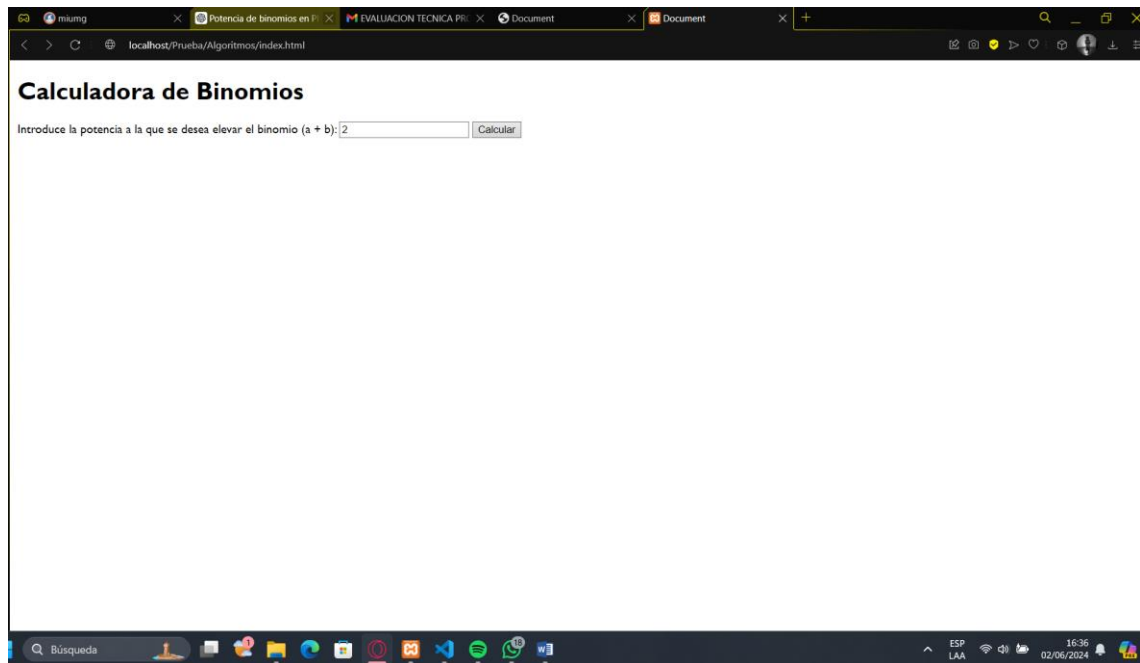 miumg
Potencia de binomios en P
EVALUACION TECNICA PR
Document
Document
localhost/Prueba/Algoritmos/index.html
Calculadora de Binomios
Introduce la potencia a la que se desea elevar el binomio (a + b): 2 Calcular
Búsqueda
1
18
ESP
LAA
16:36
02/06/2024